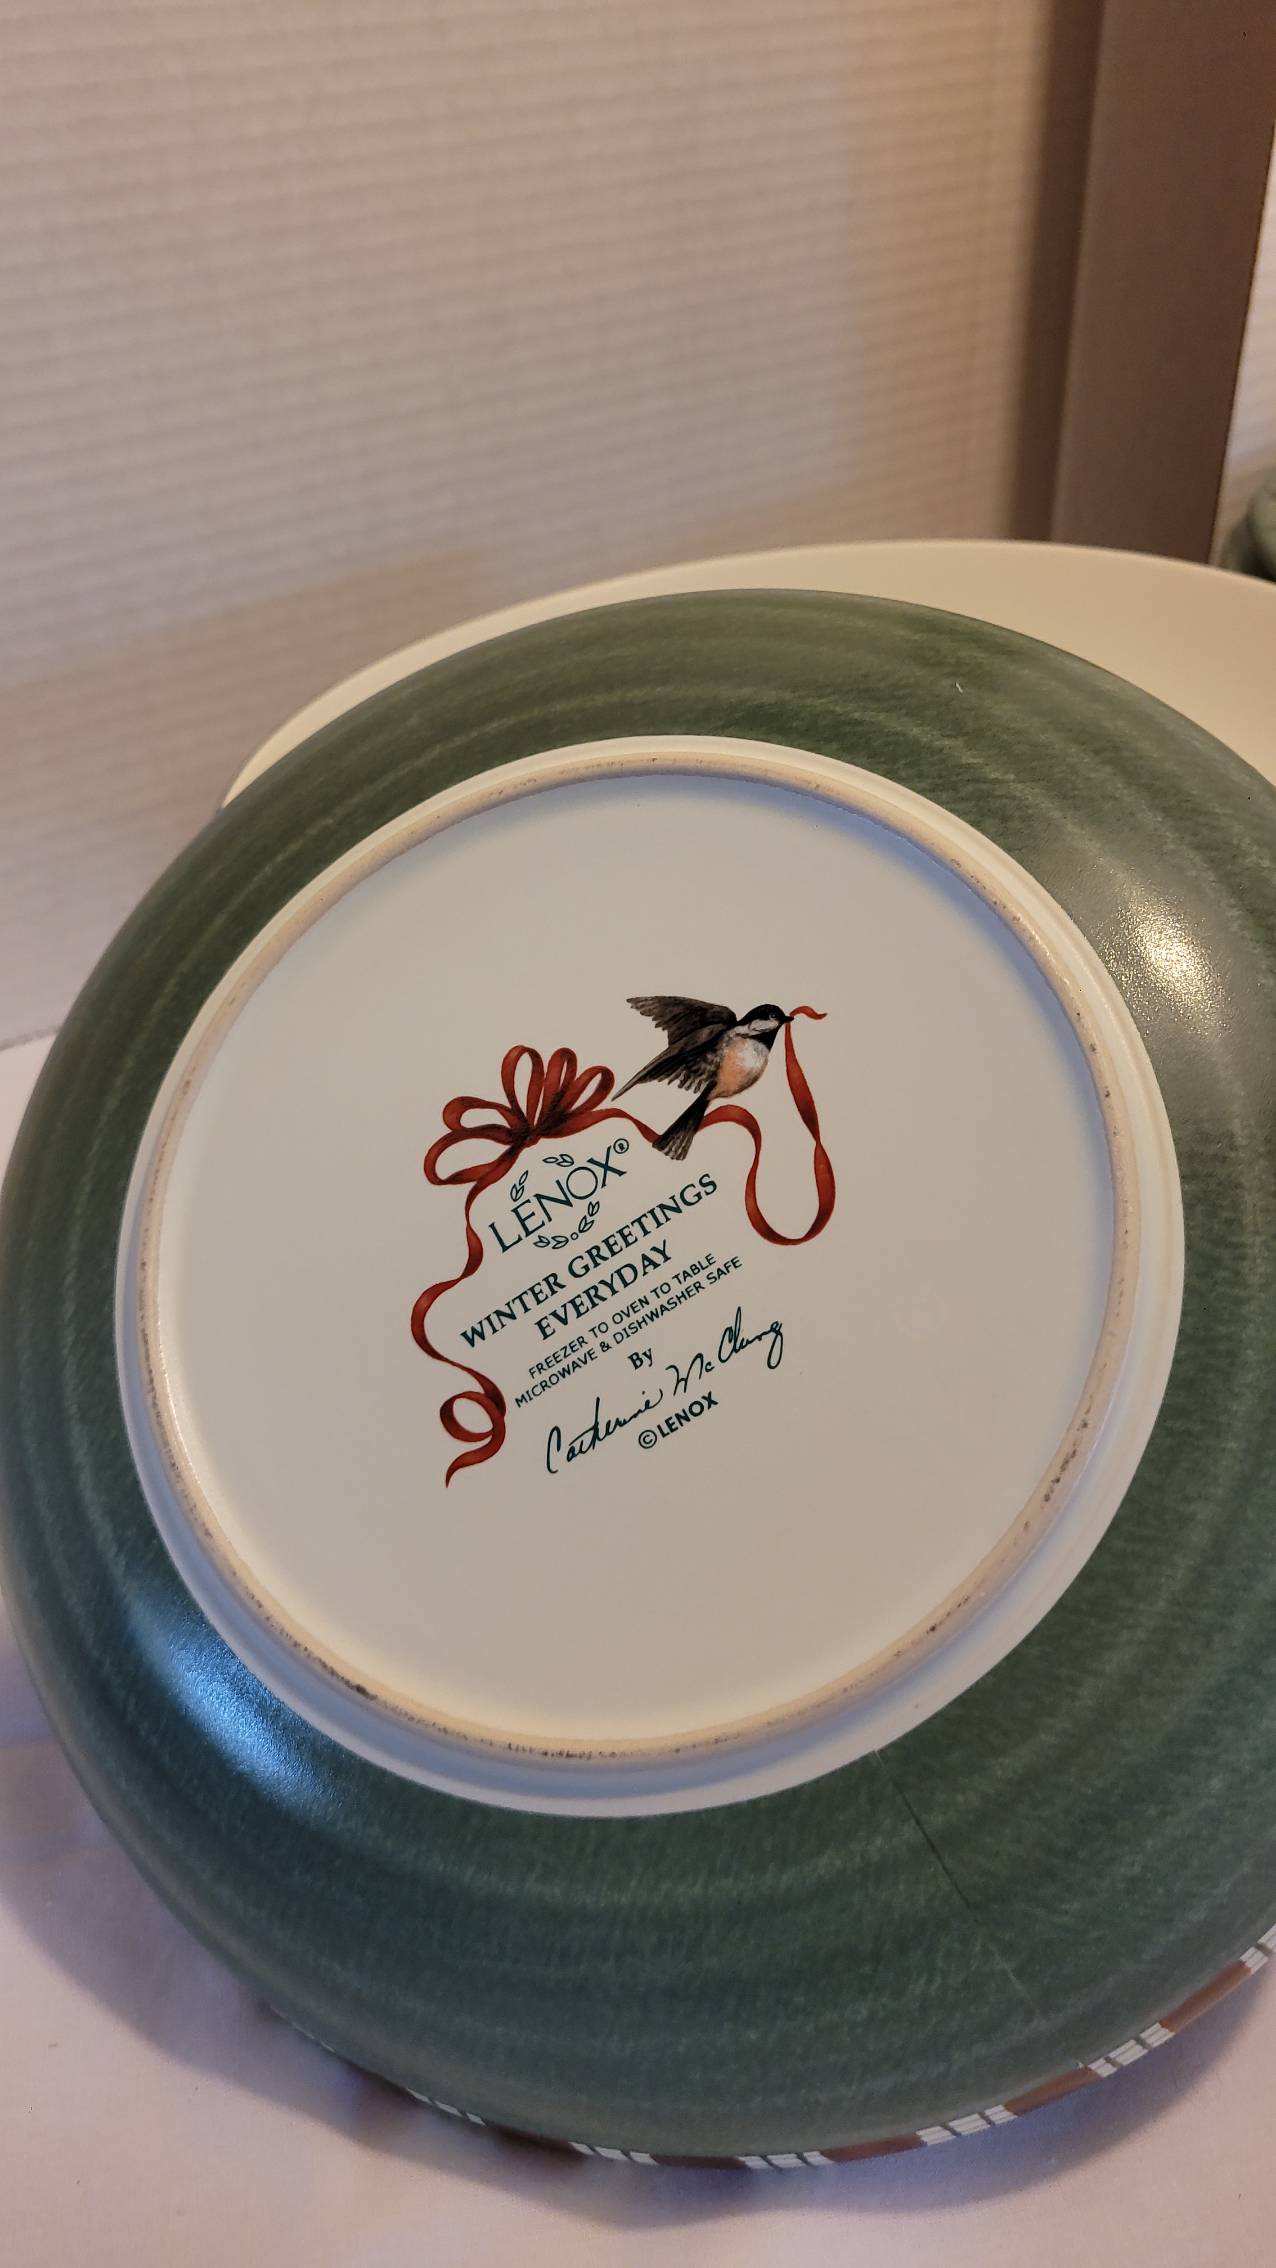 LENOX®
WINTER GREETINGS
EVERYDAY
FREEZER TO OVEN TO TABLE
MICROWAVE & DISHWASHER SAFE
By
Catherine McClung
©LENOX